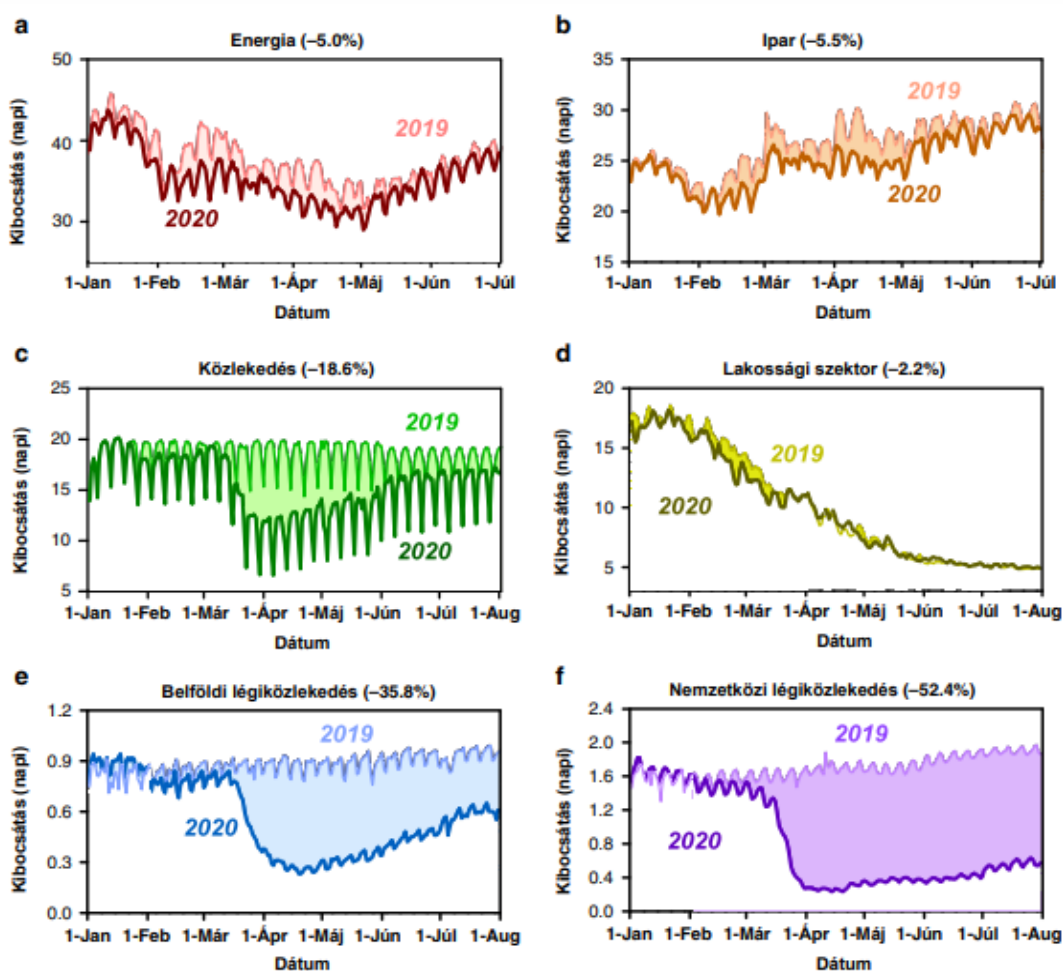 a
Energia (–5.0%)
50
40
30
Kibocsátás (napi)
2019
2020
1-Jan 1-Feb 1-Már 1-Ápr 1-Máj 1-Jún 1-Júl
Dátum
b
Ipar (–5.5%)
35
30
25
20
15
Kibocsátás (napi)
2019
2020
1-Jan 1-Feb 1-Már 1-Ápr 1-Máj 1-Jún 1-Júl
Dátum
c
Közlekedés (–18.6%)
25
20
15
10
5
Kibocsátás (napi)
2019
2020
1-Jan 1-Feb 1-Már 1-Ápr 1-Máj 1-Jún 1-Júl 1-Aug
Dátum
d
Lakossági szektor (–2.2%)
20
15
10
5
Kibocsátás (napi)
2019
2020
1-Jan 1-Feb 1-Már 1-Ápr 1-Máj 1-Jún 1-Júl 1-Aug
Dátum
e
Belföldi légiközlekedés (–35.8%)
1.2
0.9
0.6
0.3
0.0
Kibocsátás (napi)
2019
2020
1-Jan 1-Feb 1-Már 1-Ápr 1-Máj 1-Jún 1-Júl 1-Aug
Dátum
f
Nemzetközi légiközlekedés (–52.4%)
2.4
2.0
1.6
1.2
0.8
0.4
0.0
Kibocsátás (napi)
2019
2020
1-Jan 1-Feb 1-Már 1-Ápr 1-Máj 1-Jún 1-Júl 1-Aug
Dátum